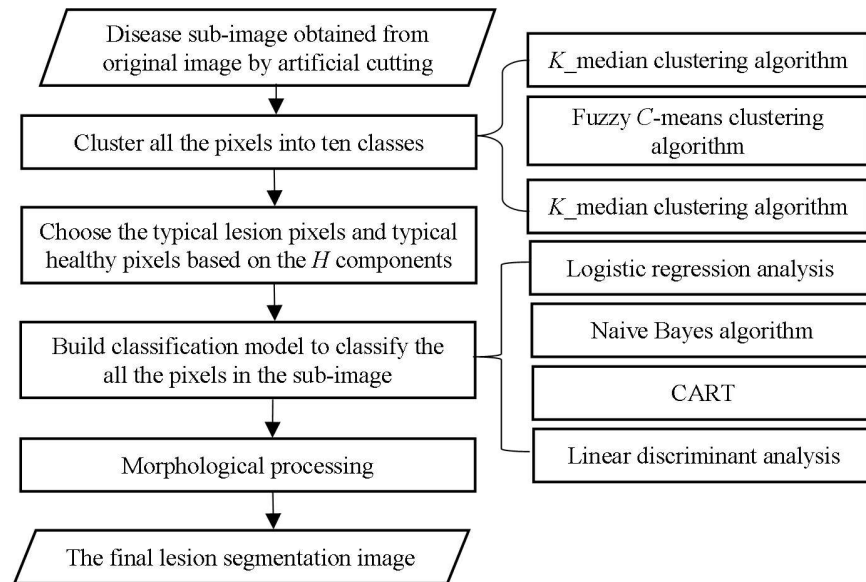 Disease sub-image obtained from
original image by artificial cutting
Cluster all the pixels into ten classes
Choose the typical lesion pixels and typical
healthy pixels based on the H components
Build classification model to classify the
all the pixels in the sub-image
Morphological processing
The final lesion segmentation image
K_median clustering algorithm
Fuzzy C-means clustering
algorithm
K_median clustering algorithm
Logistic regression analysis
Naive Bayes algorithm
CART
Linear discriminant analysis